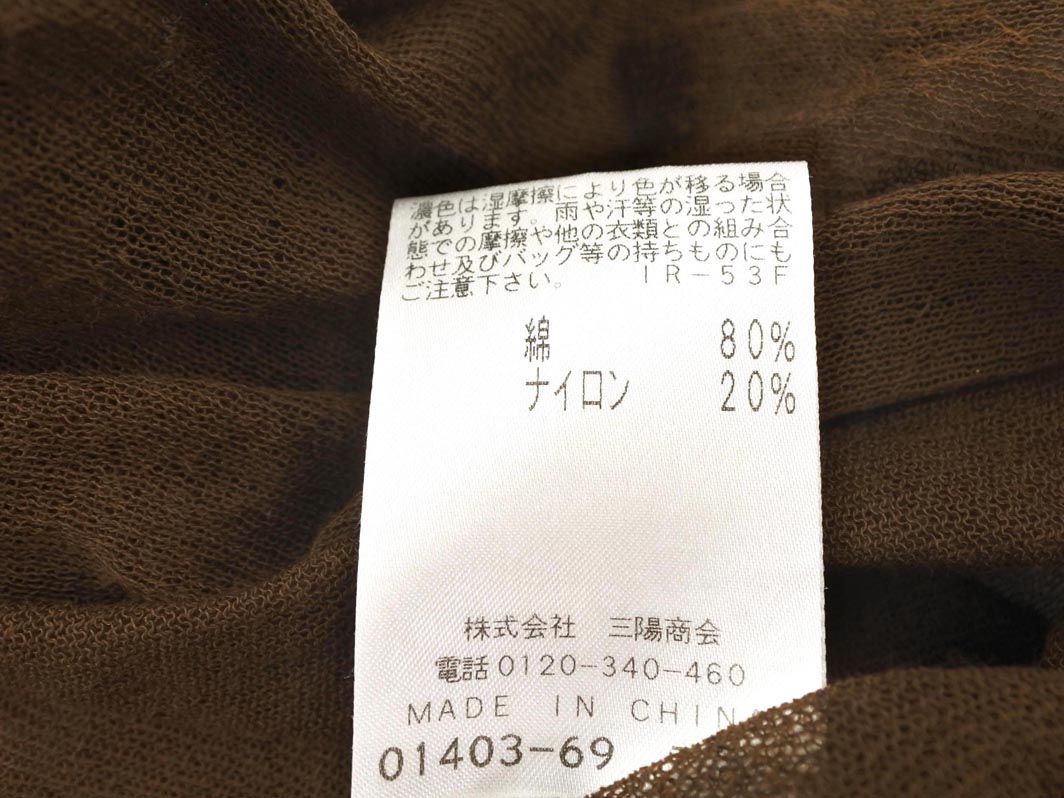 濃色は湿摩擦により色が移る場合
があります。雨や汗等の湿った状
態での摩擦や他の衣類との組み合
わせ及びバッグ等の持ちものにも
ご注意下さい。 IR-53F
綿 80%
ナイロン 20%
株式会社 三陽商会
電話0120-340-460
MADE IN CHINA
01403-69